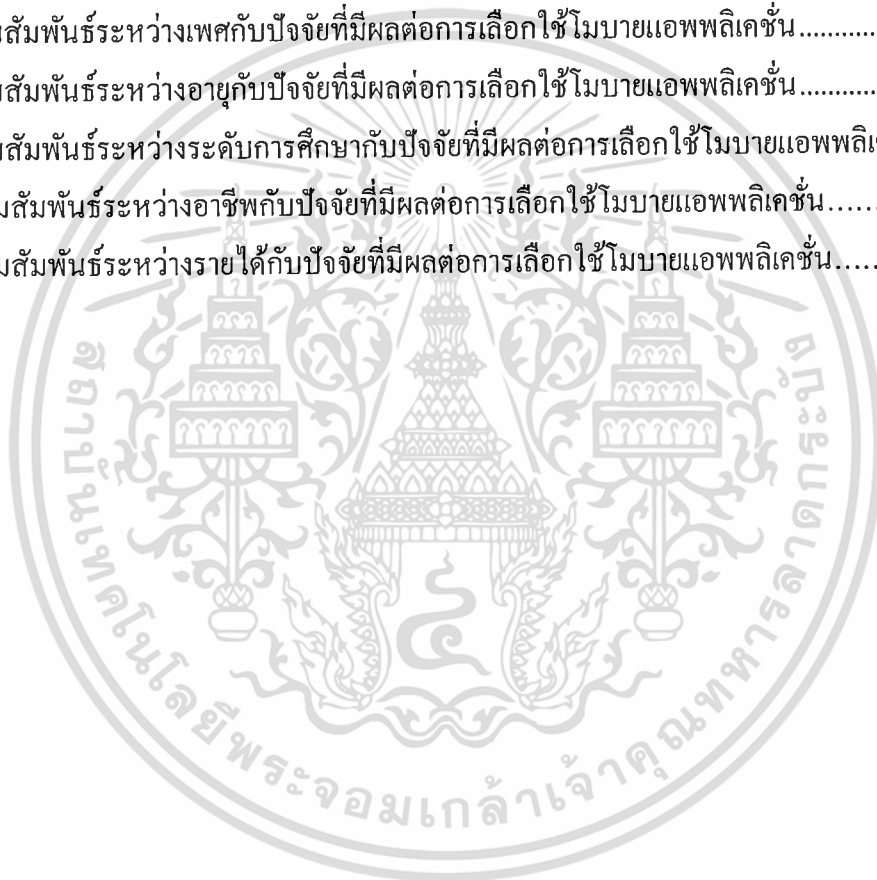 สัมพันธ์ระหว่างเพศกับปัจจัยที่มีผลต่อการเลือกใช้โมบายแอพพลิเคชั่น...........
สัมพันธ์ระหว่างอายุกับปัจจัยที่มีผลต่อการเลือกใช้โมบายแอพพลิเคชั่น...........
สัมพันธ์ระหว่างระดับการศึกษากับปัจจัยที่มีผลต่อการเลือกใช้โมบายแอพพลิเ
มสัมพันธ์ระหว่างอาชีพกับปัจจัยที่มีผลต่อการเลือกใช้โมบายแอพพลิเคชั่น......
มสัมพันธ์ระหว่างรายได้กับปัจจัยที่มีผลต่อการเลือกใช้โมบายแอพพลิเคชั่น.....
สถาบันเทคโนโลยีพระจอมเกล้าเจ้าคุณทหารลาดกระบัง